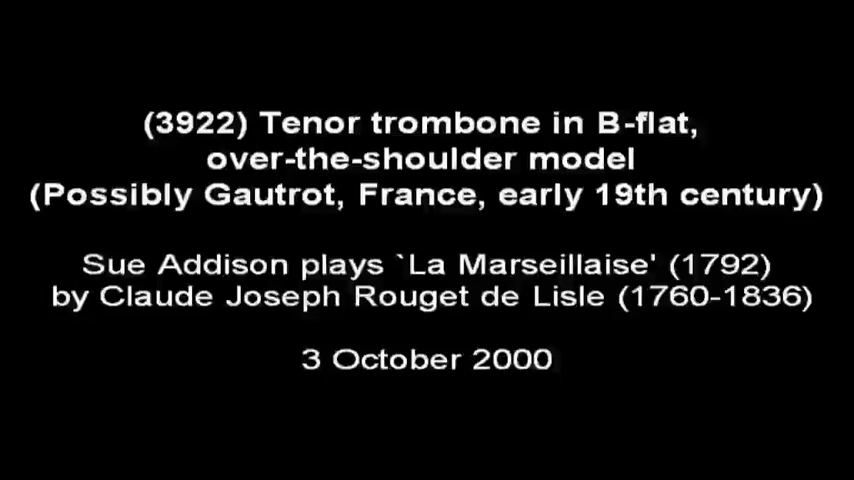 (3922) Tenor trombone in B-flat,
over-the-shoulder model
(Possibly Gautrot, France, early 19th century)
Sue Addison plays `La Marseillaise' (1792)
by Claude Joseph Rouget de Lisle (1760-1836)
3 October 2000